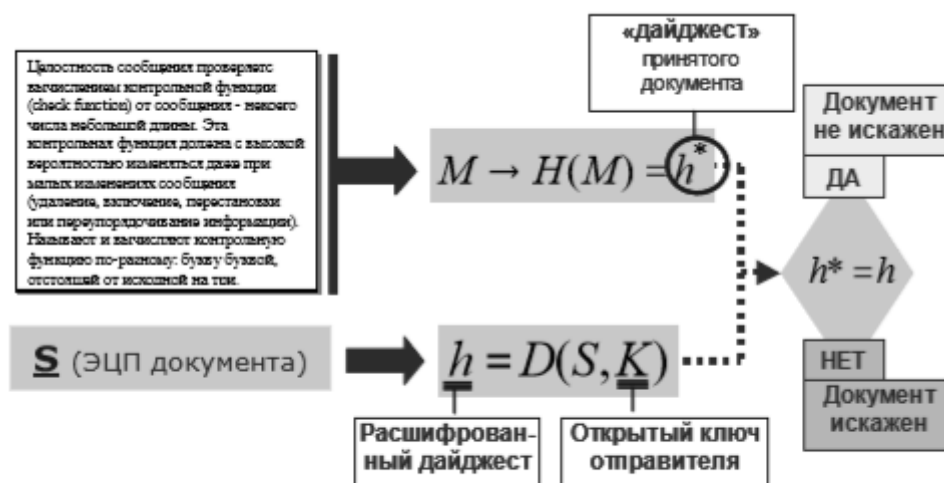 «дайджест»
принятого
документа
Целостность сообщения проверяетс
вычислением контрольной функции
(check function) от сообщения - некоего
числа небольшой длины. Эта
контрольная функция должна с высокой
вероятностью изменяться даже при
малых изменениях сообщения
(удаление, включение, перестановки
или переупорядочивание информации).
Называют и вычисляют контрольную
функцию по-разному: букву буквой,
отстоящей от исходной на три.
M → H(M) = h*
Документ
не искажен
ДА
h* = h
S (ЭЦП документа)
h = D(S, K)
НЕТ
Документ
искажен
Расшифрован-
ный дайджест
Открытый ключ
отправителя